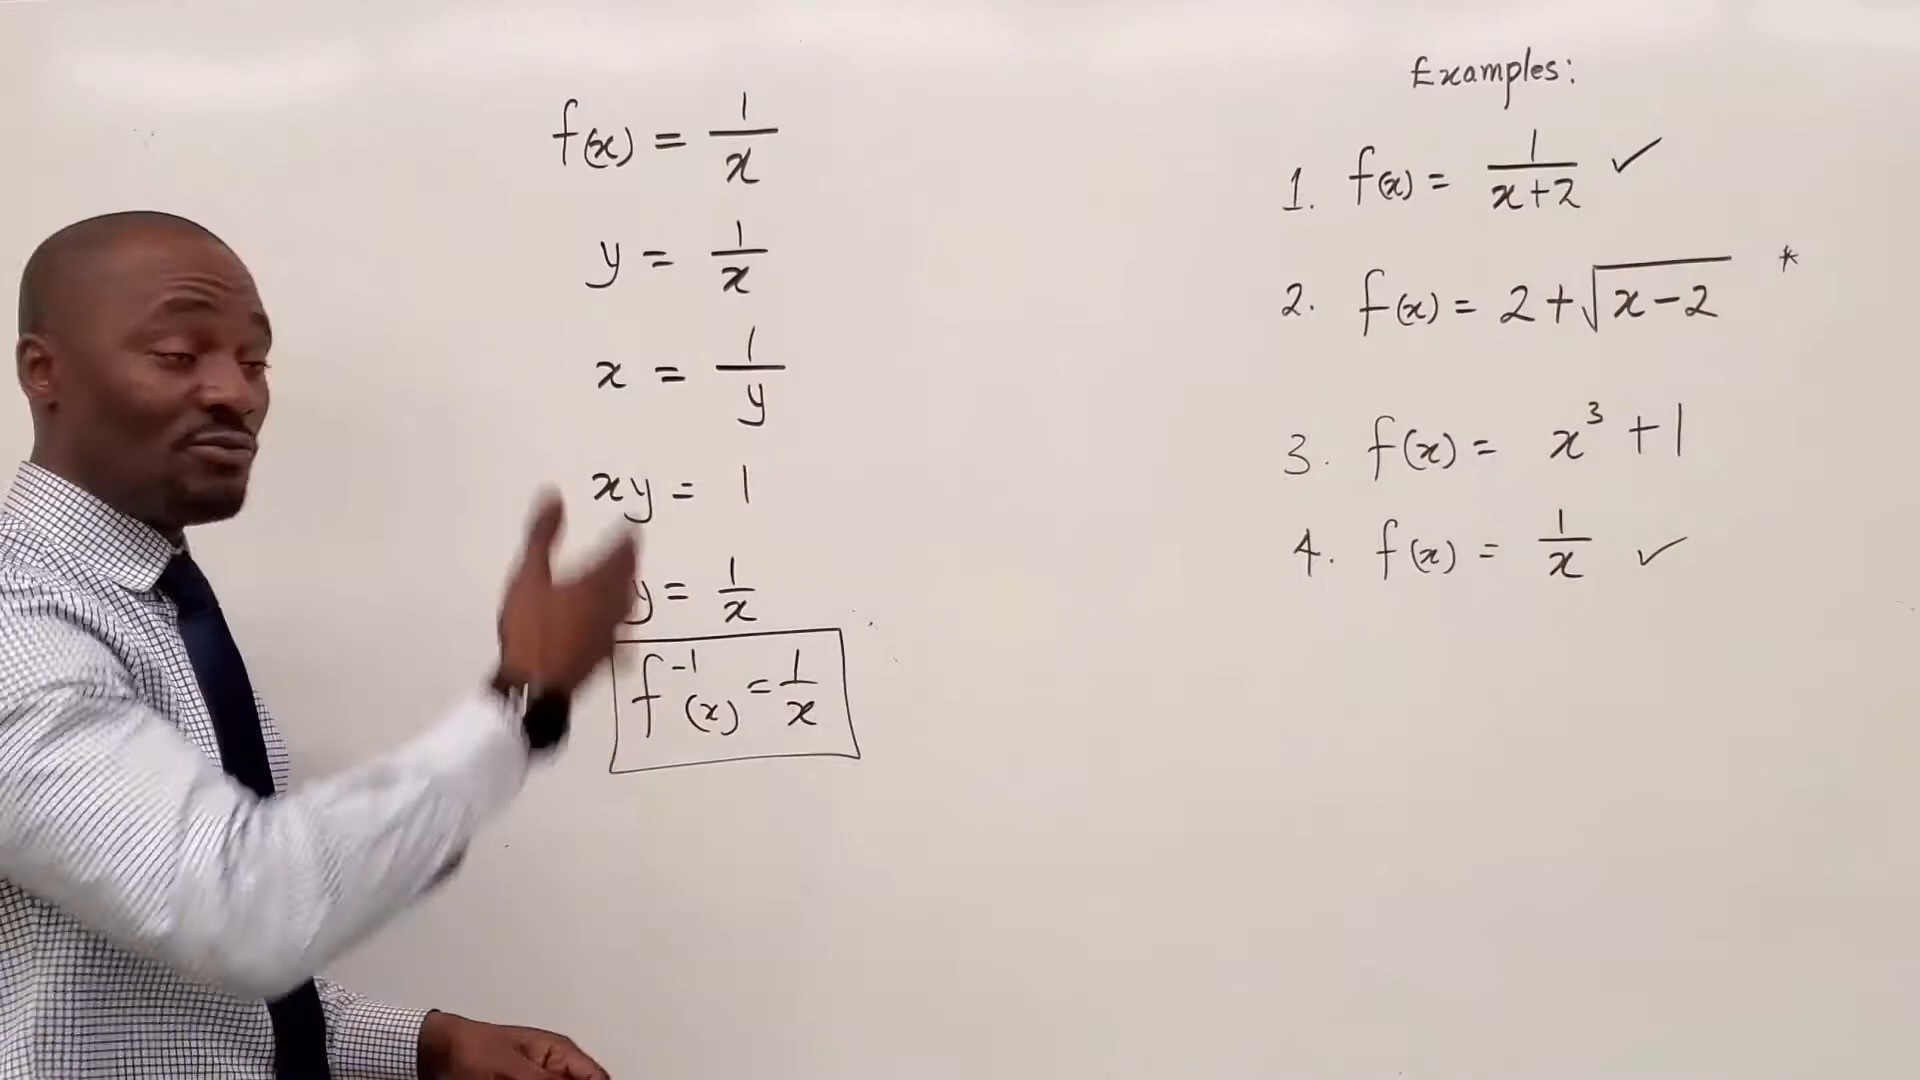 f(x) = 1/x
y = 1/x
x = 1/y
xy = 1
y = 1/x
f⁻¹(x) = 1/x
Examples:
1. f(x) = 1/(x+2) ✓
2. f(x) = 2+√(x-2) *
3. f(x) = x³ + 1
4. f(x) = 1/x ✓